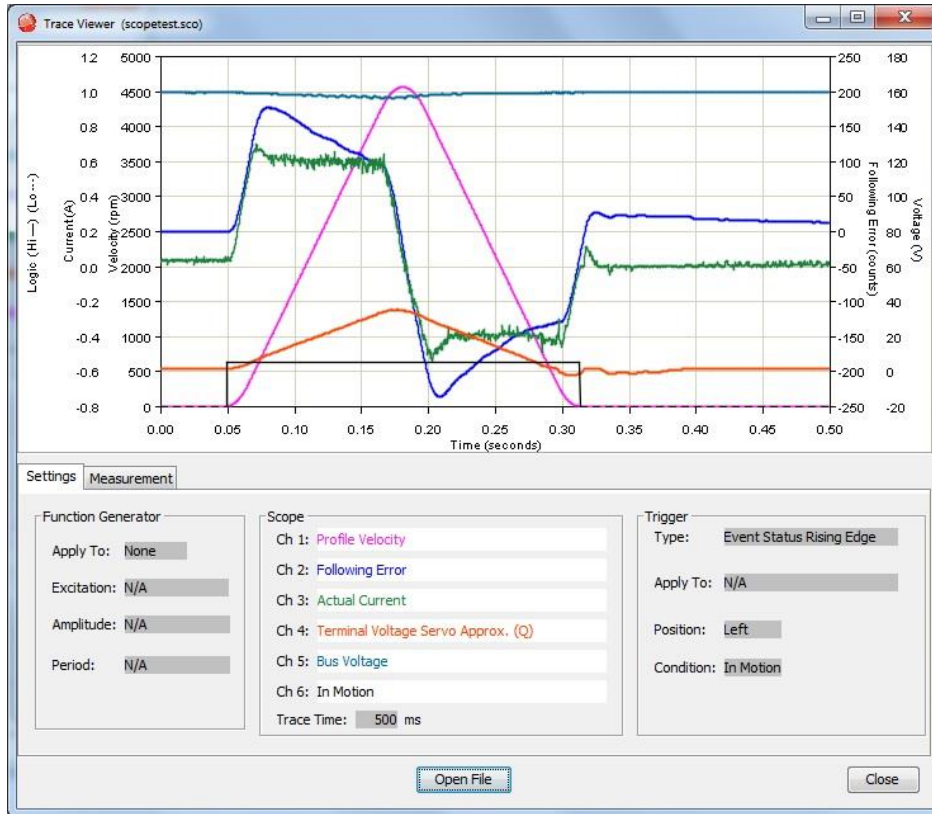 Trace Viewer (scopetest.sco)
Logic (Hi —) (Lo ---)
1.2
1.0
0.8
0.6
0.4
0.2
0.0
-0.2
-0.4
-0.6
-0.8
Current(A)
5000
4500
4000
3500
3000
2500
2000
1500
1000
500
0
Velocity (rpm)
250
200
150
100
50
0
-50
-100
-150
-200
-250
Following Error (counts)
180
160
140
120
100
80
60
40
20
0
-20
Voltage (V)
0.00 0.05 0.10 0.15 0.20 0.25 0.30 0.35 0.40 0.45 0.50
Time (seconds)
Settings Measurement
Function Generator
Apply To: None
Excitation: N/A
Amplitude: N/A
Period: N/A
Scope
Ch 1: Profile Velocity
Ch 2: Following Error
Ch 3: Actual Current
Ch 4: Terminal Voltage Servo Approx. (Q)
Ch 5: Bus Voltage
Ch 6: In Motion
Trace Time: 500 ms
Trigger
Type: Event Status Rising Edge
Apply To: N/A
Position: Left
Condition: In Motion
Open File
Close